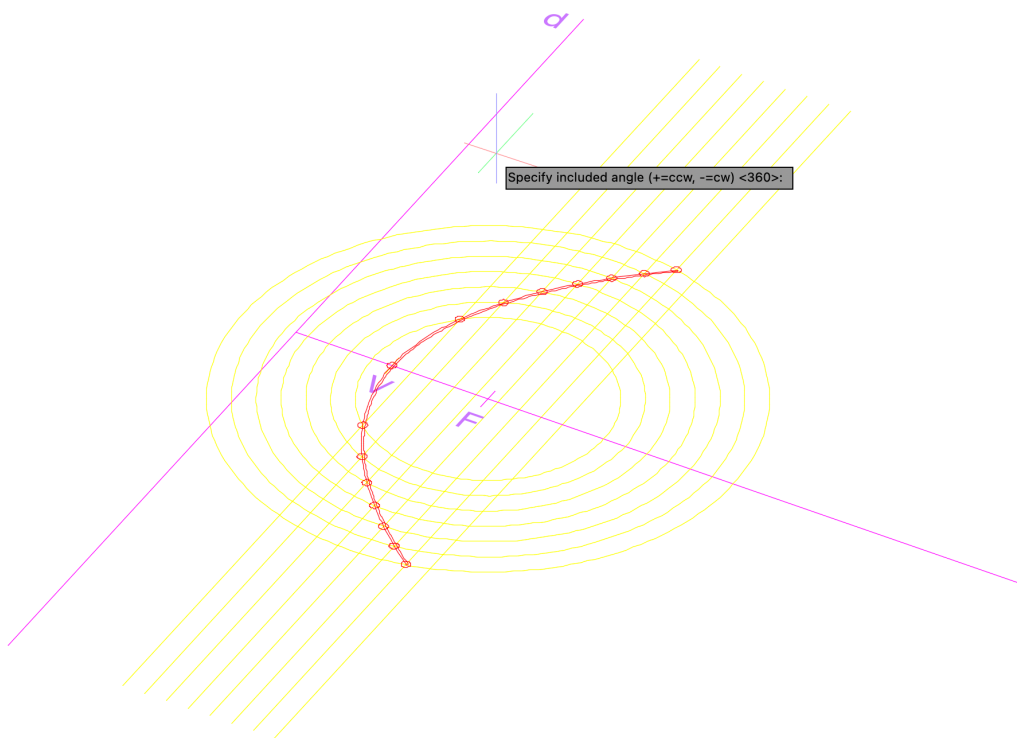 d
Specify included angle (+=ccw, -=cw) <360>:
V
F